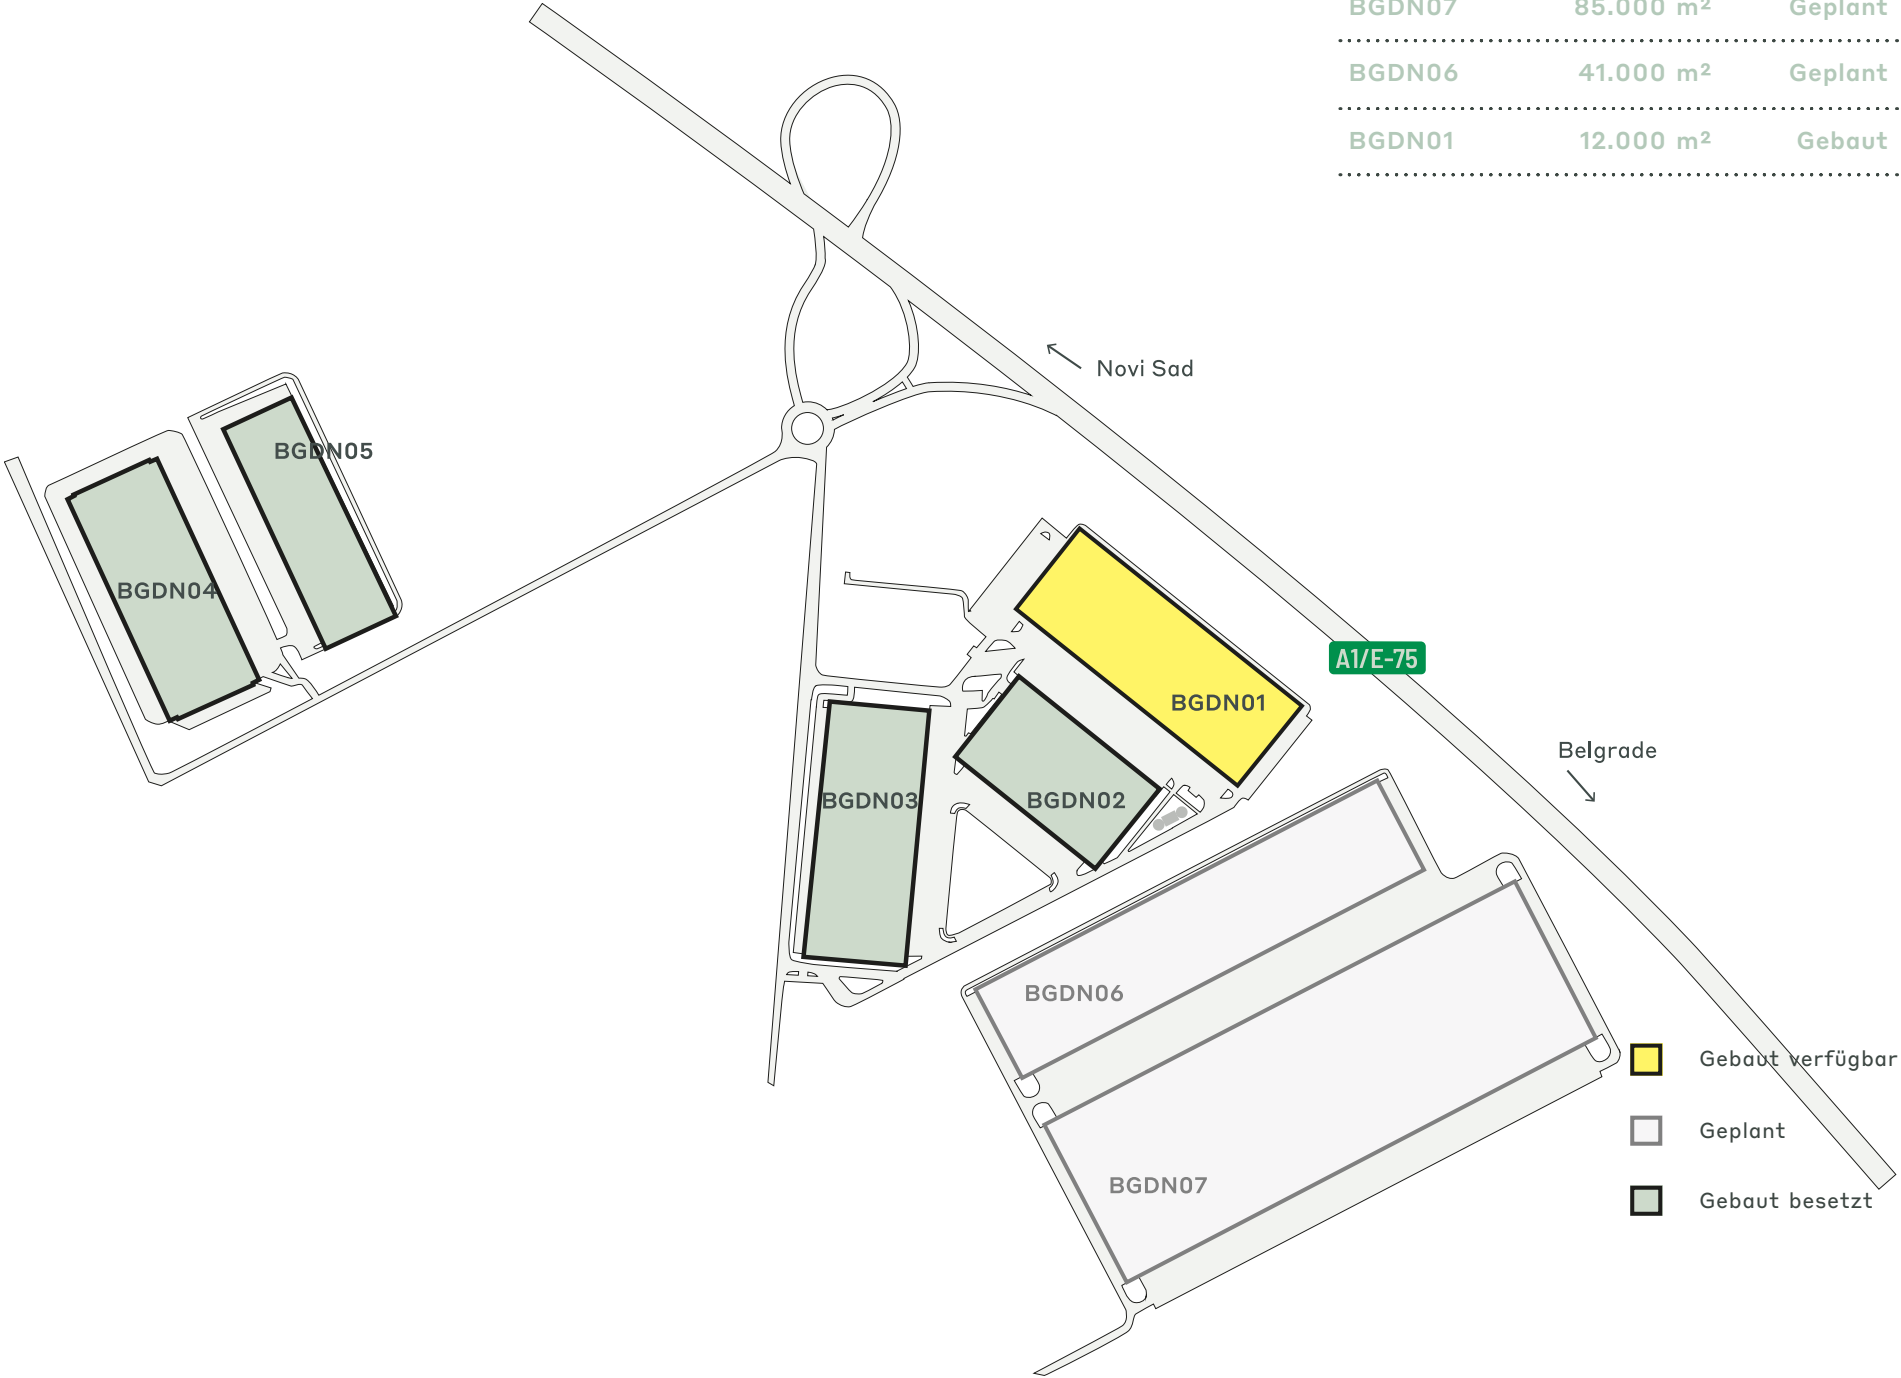 BGDN07 85.000 m² Geplant
BGDN06 41.000 m² Geplant
BGDN01 12.000 m² Gebaut
Novi Sad
BGDN05
BGDN04
A1/E-75
BGDN01
Belgrade
BGDN03
BGDN02
BGDN06
BGDN07
Gebaut verfügbar
Geplant
Gebaut besetzt